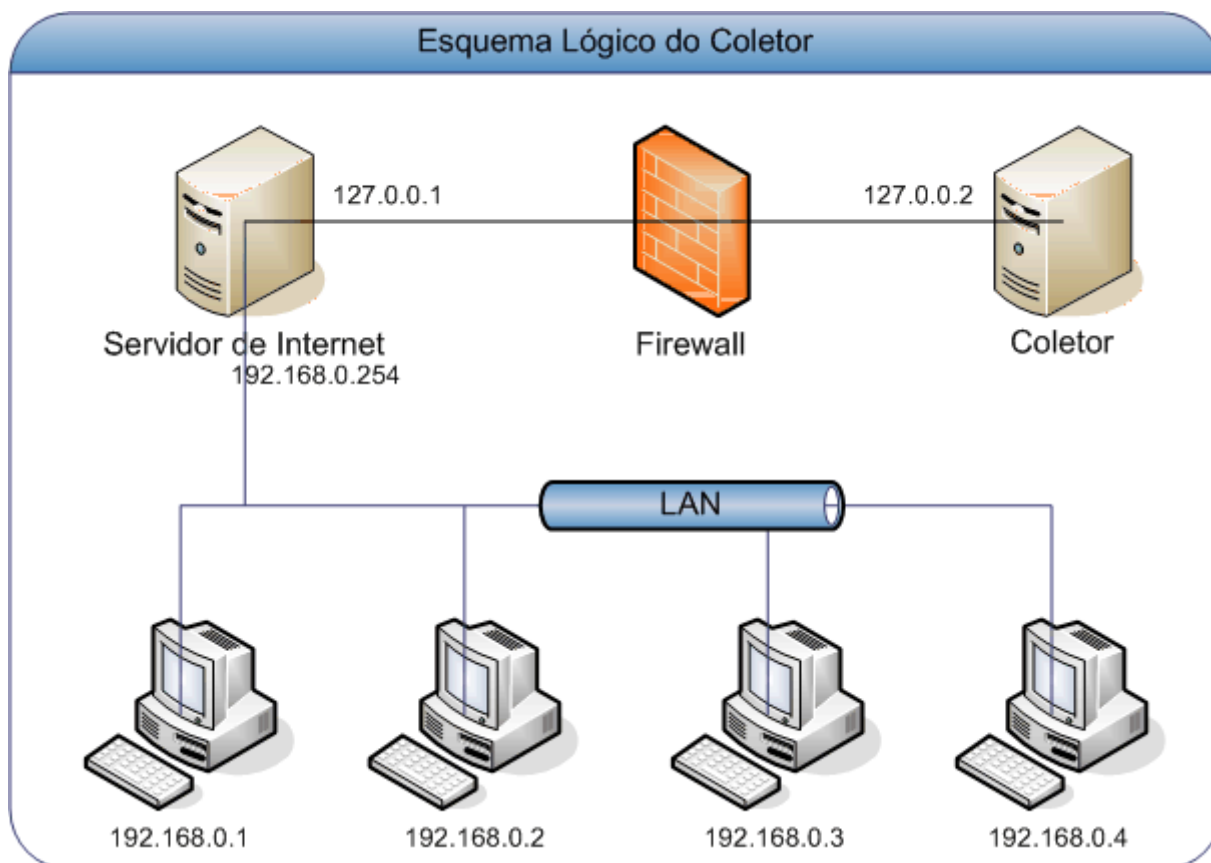 Esquema Lógico do Coletor
127.0.0.1
127.0.0.2
Servidor de Internet
192.168.0.254
Firewall
Coletor
LAN
192.168.0.1
192.168.0.2
192.168.0.3
192.168.0.4